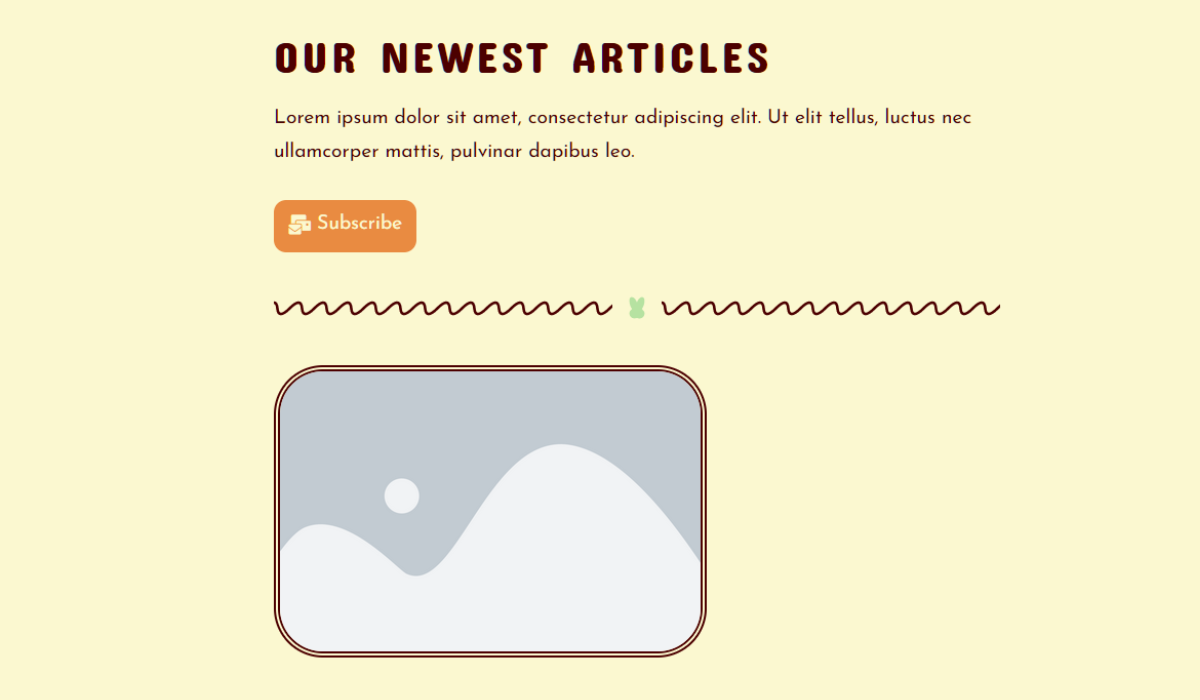 OUR NEWEST ARTICLES
Lorem ipsum dolor sit amet, consectetur adipiscing elit. Ut elit tellus, luctus nec
ullamcorper mattis, pulvinar dapibus leo.
Subscribe